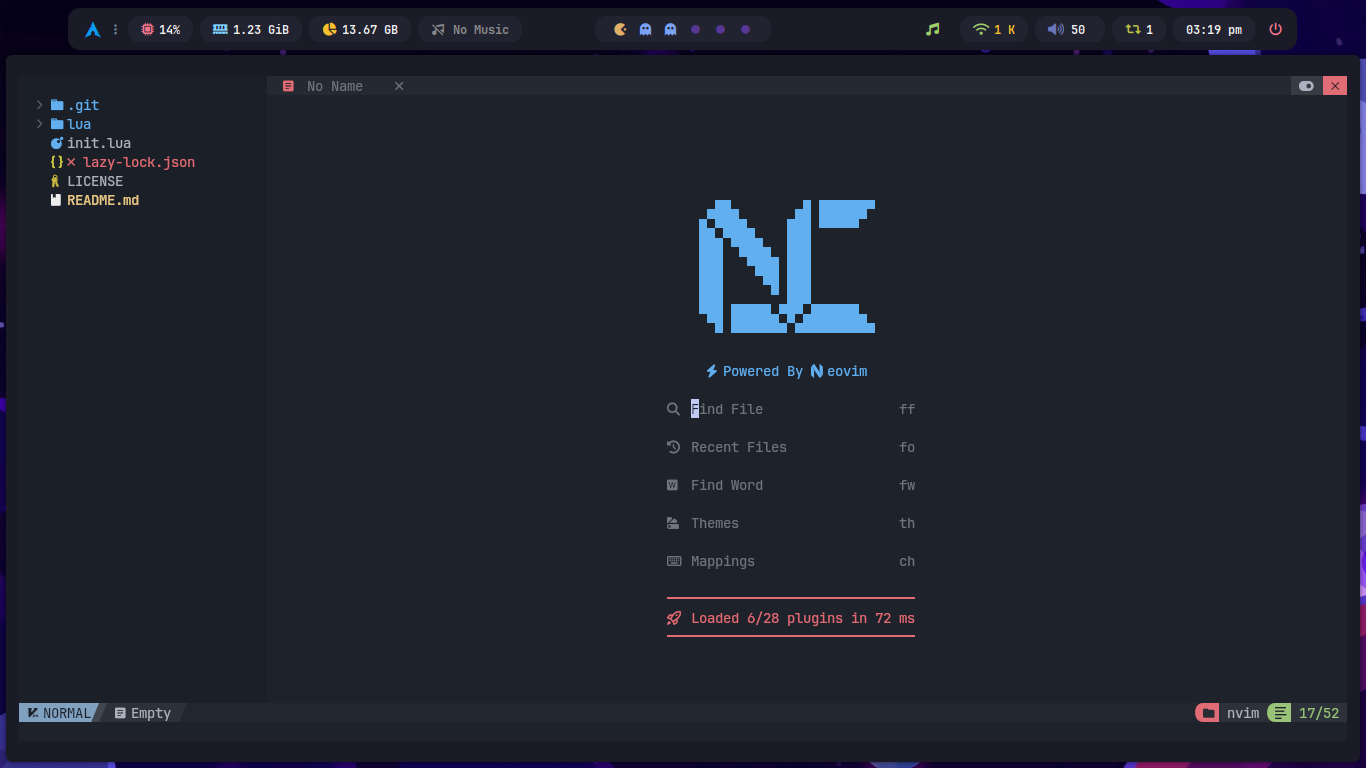 14% 1.23 GiB 13.67 GB No Music 1 K 50 1 03:19 pm
No Name
.git
lua
init.lua
lazy-lock.json
LICENSE
README.md
Powered By Neovim
Find File ff
Recent Files fo
Find Word fw
Themes th
Mappings ch
Loaded 6/28 plugins in 72 ms
NORMAL Empty nvim 17/52